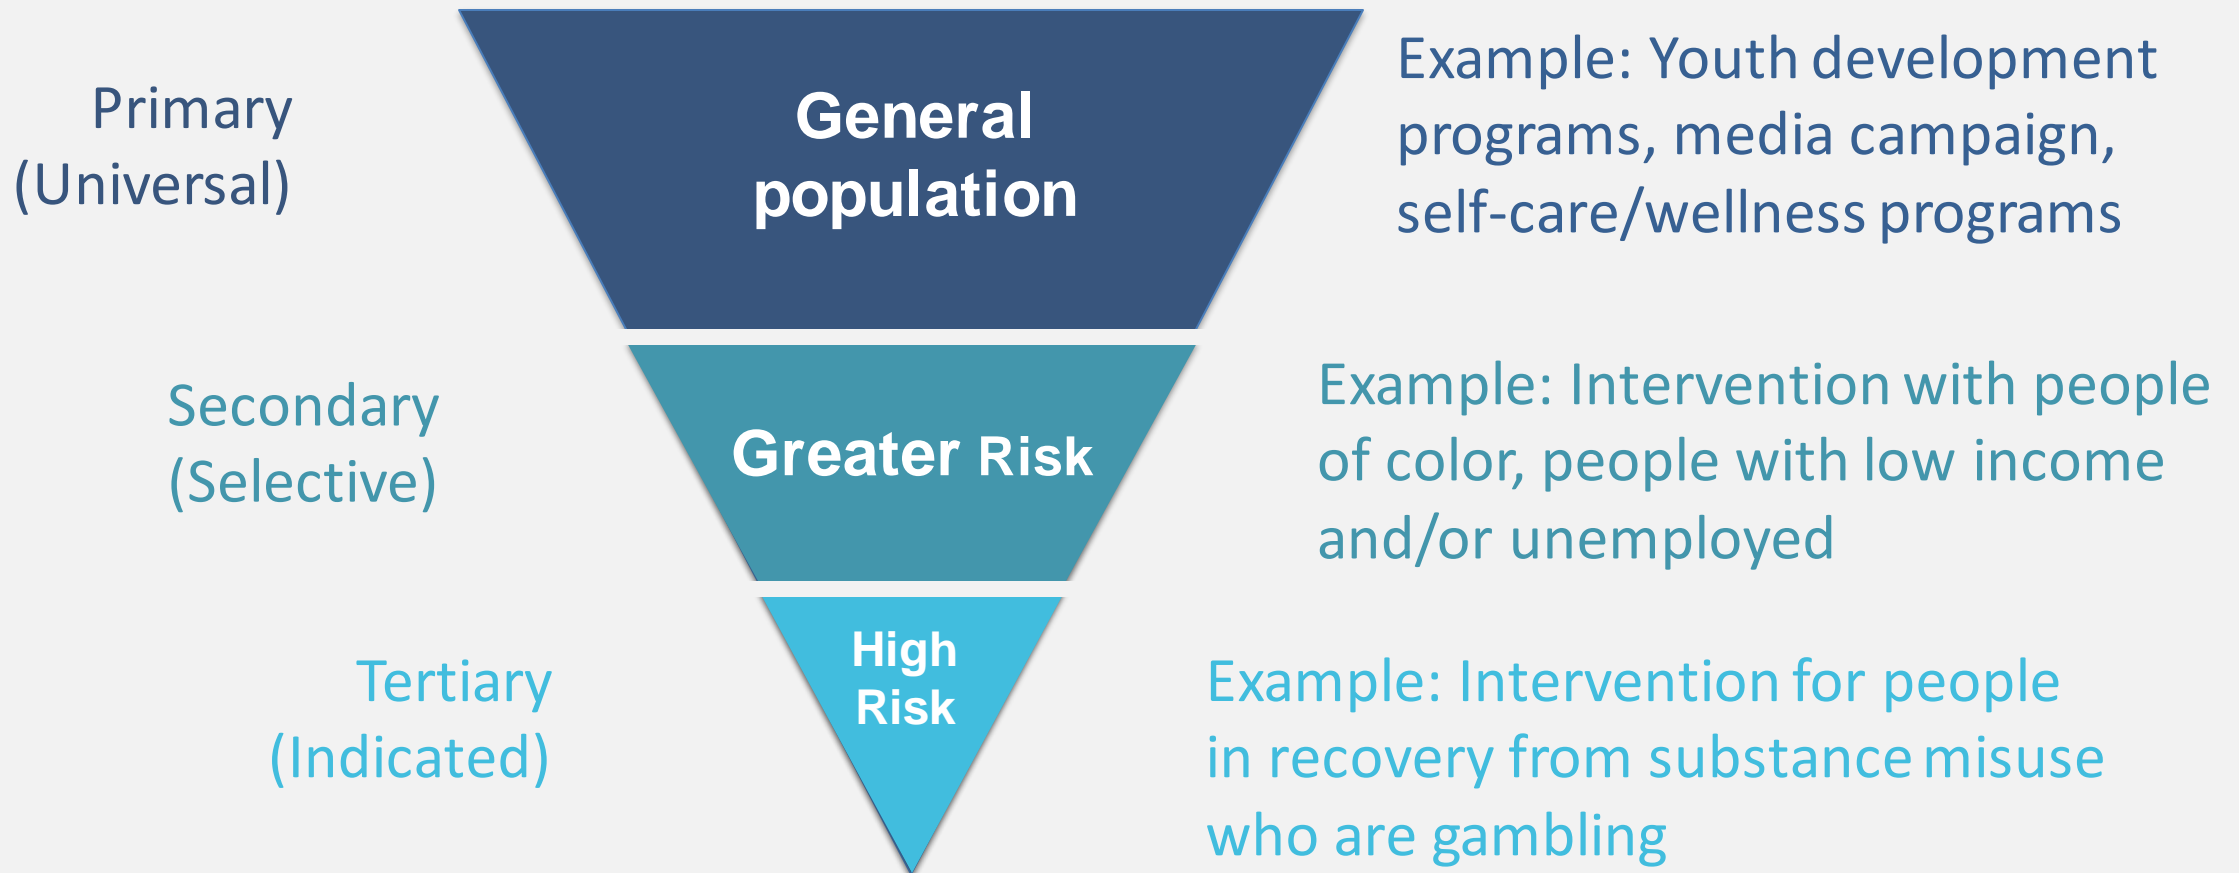 Primary
(Universal)
General
population
Example: Youth development
programs, media campaign,
self-care/wellness programs
Secondary
(Selective)
Greater Risk
Example: Intervention with people
of color, people with low income
and/or unemployed
Tertiary
(Indicated)
High
Risk
Example: Intervention for people
in recovery from substance misuse
who are gambling